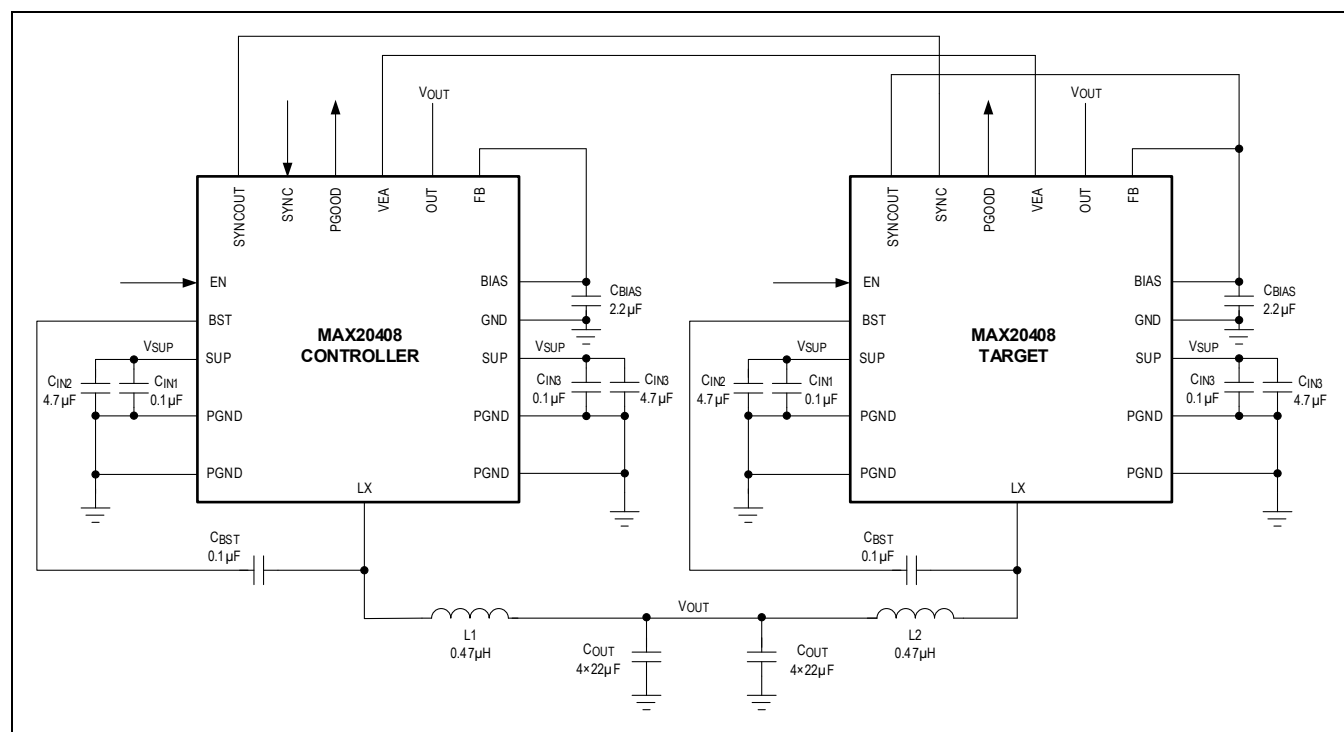 VOUT
VOUT
SYNCOUT
SYNC
PGOOD
VEA
OUT
FB
SYNCOUT
SYNC
PGOOD
VEA
OUT
FB
EN
BST
SUP
PGND
PGND
LX
BIAS
GND
SUP
PGND
PGND
MAX20408
CONTROLLER
VSUP
CIN2
4.7µF
CIN1
0.1µF
CBIAS
2.2µF
VSUP
CIN3
0.1µF
CIN3
4.7µF
EN
BST
SUP
PGND
PGND
LX
BIAS
GND
SUP
PGND
PGND
MAX20408
TARGET
VSUP
CIN2
4.7µF
CIN1
0.1µF
CBIAS
2.2µF
VSUP
CIN3
0.1µF
CIN3
4.7µF
CBST
0.1µF
CBST
0.1µF
L1
0.47µH
VOUT
COUT
4×22µF
COUT
4×22µF
L2
0.47µH